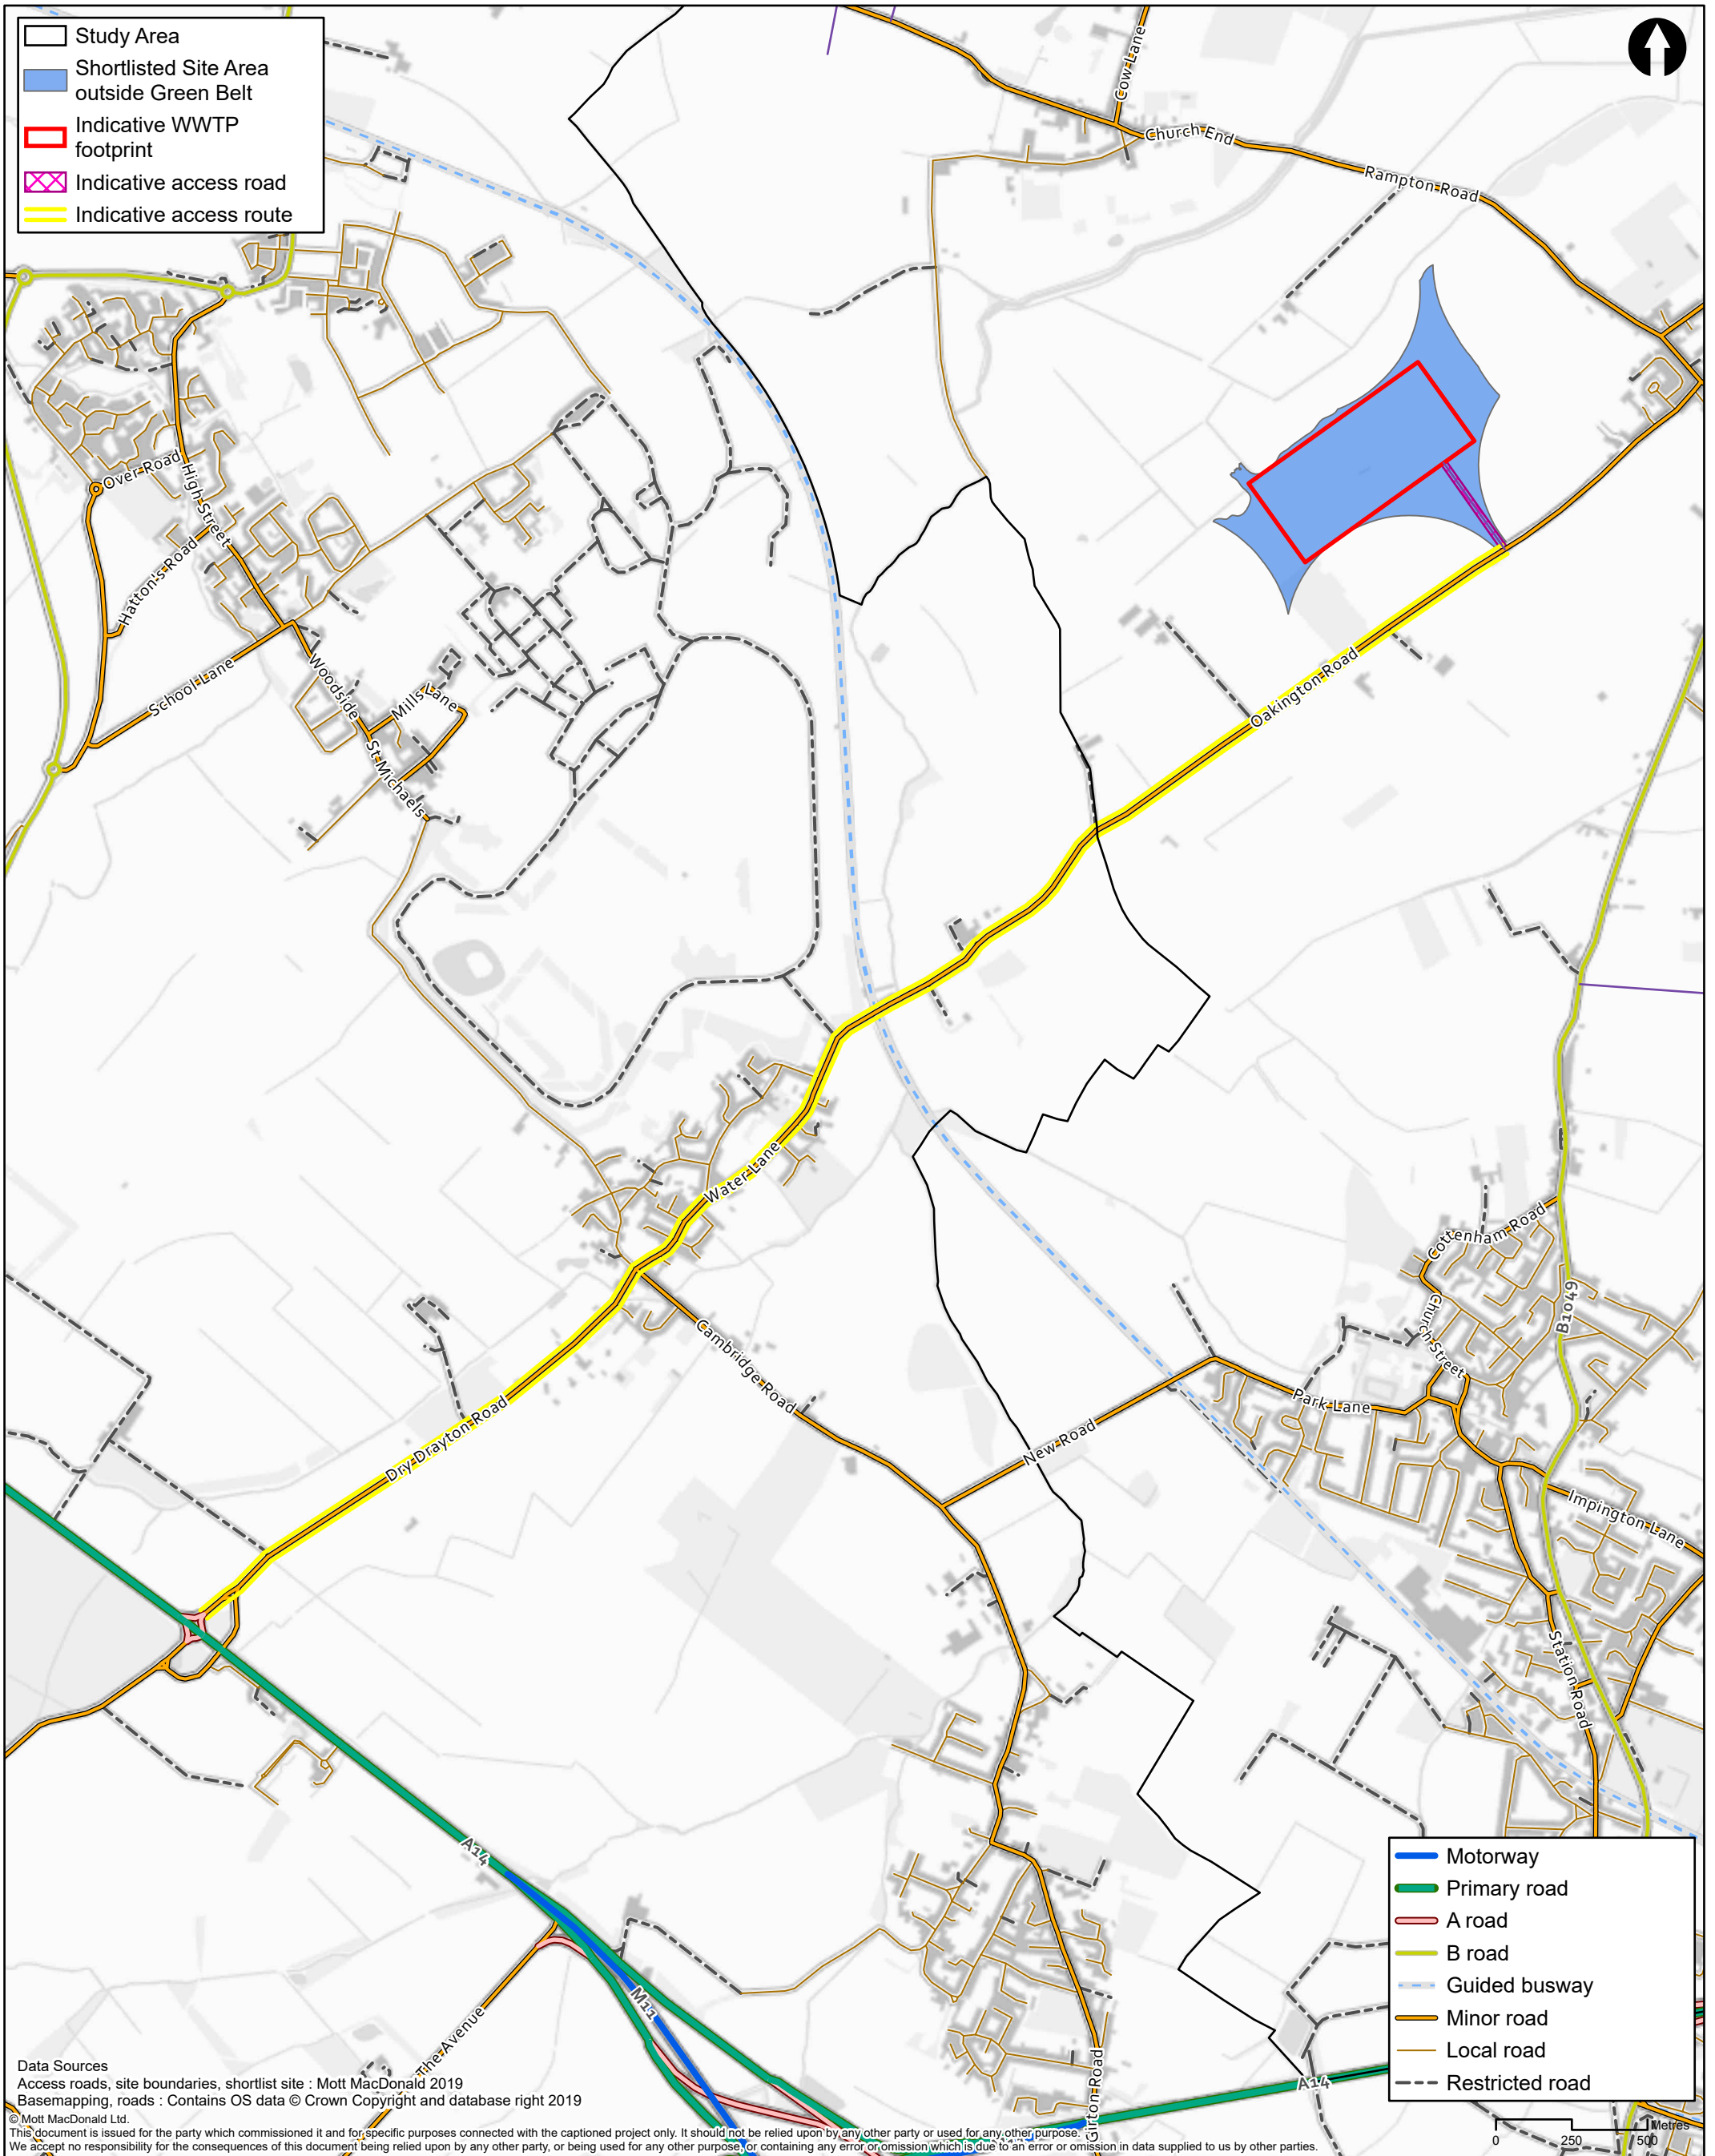 Study Area
Shortlisted Site Area
outside Green Belt
Indicative WWTP
footprint
Indicative access road
Indicative access route
Cow Lane
Church End
Rampton Road
Over Road
High Street
Hatton's Road
School Lane
Woodside
Mills Lane
St Michaels
Oakington Road
Water Lane
Cambridge Road
Dry Drayton Road
New Road
Park Lane
Cottenham Road
Church Street
B1049
Impington Lane
Station Road
A14
M11
The Avenue
Girton Road
A14
Motorway
Primary road
A road
B road
Guided busway
Minor road
Local road
Restricted road
Metres
0 250 500
Data Sources
Access roads, site boundaries, shortlist site : Mott MacDonald 2019
Basemapping, roads : Contains OS data © Crown Copyright and database right 2019
© Mott MacDonald Ltd.
This document is issued for the party which commissioned it and for specific purposes connected with the captioned project only. It should not be relied upon by any other party or used for any other purpose.
We accept no responsibility for the consequences of this document being relied upon by any other party, or being used for any other purpose, or containing any error or omission which is due to an error or omission in data supplied to us by other parties.